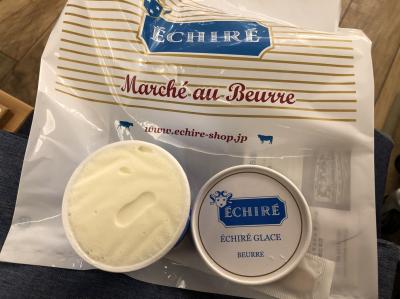 ÉCHIRÉ
Marché au Beurre
www.echire-shop.jp
ÉCHIRÉ
ÉCHIRÉ GLACE
BEURRE